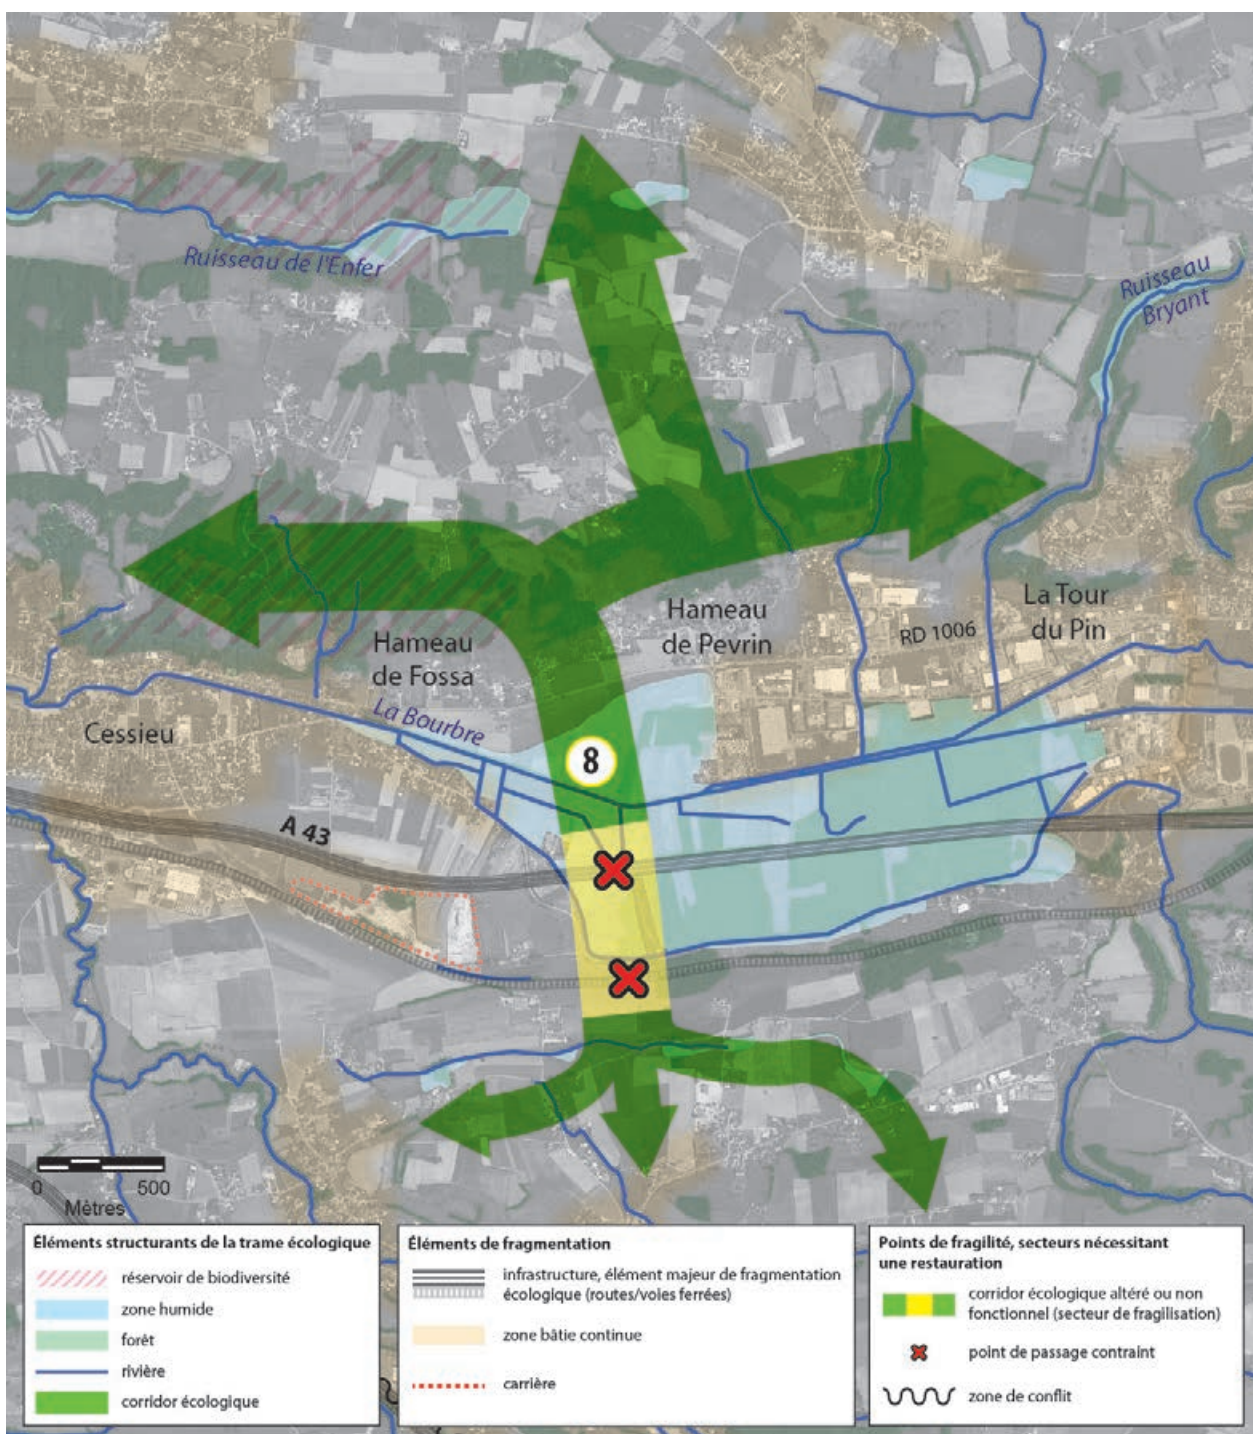 Ruisseau de l'Enfer
Ruisseau
Bryant
Hameau
de Pevrin
RD 1006
La Tour
du Pin
Hameau
de Fossa
La Bourbre
Cessieu
8
A 43
0 500
Mètres
Éléments structurants de la trame écologique
réservoir de biodiversité
zone humide
forêt
rivière
corridor écologique
Éléments de fragmentation
infrastructure, élément majeur de fragmentation
écologique (routes/voies ferrées)
zone bâtie continue
carrière
Points de fragilité, secteurs nécessitant
une restauration
corridor écologique altéré ou non
fonctionnel (secteur de fragilisation)
point de passage contraint
zone de conflit